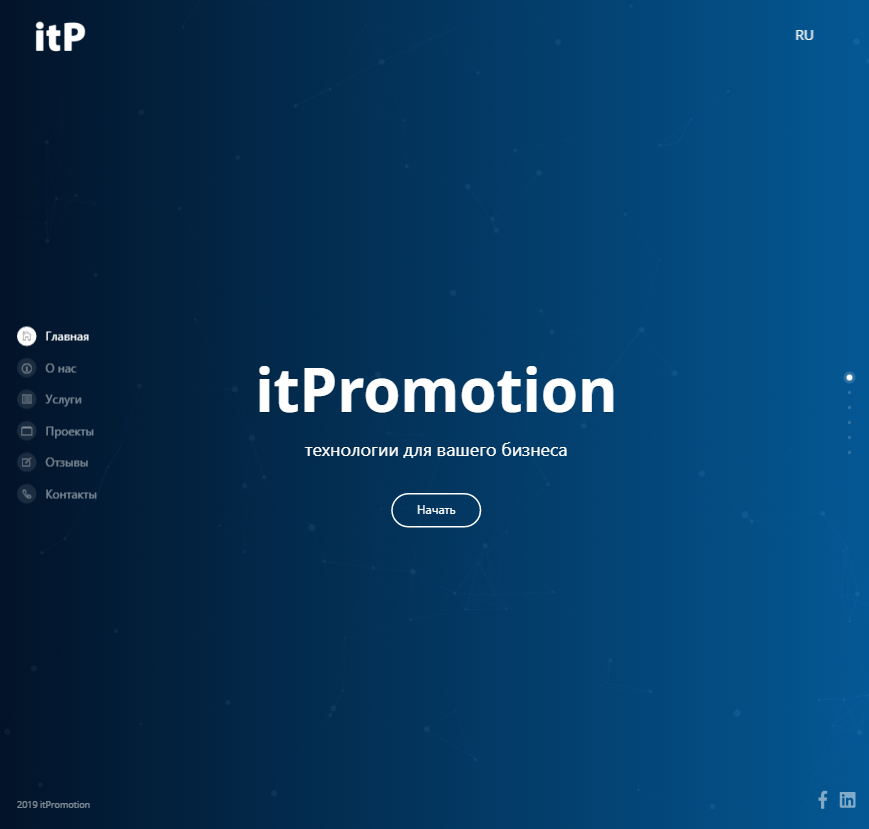 itP
RU
Главная
О нас
Услуги
Проекты
Отзывы
Контакты
itPromotion
технологии для вашего бизнеса
Начать
2019 itPromotion